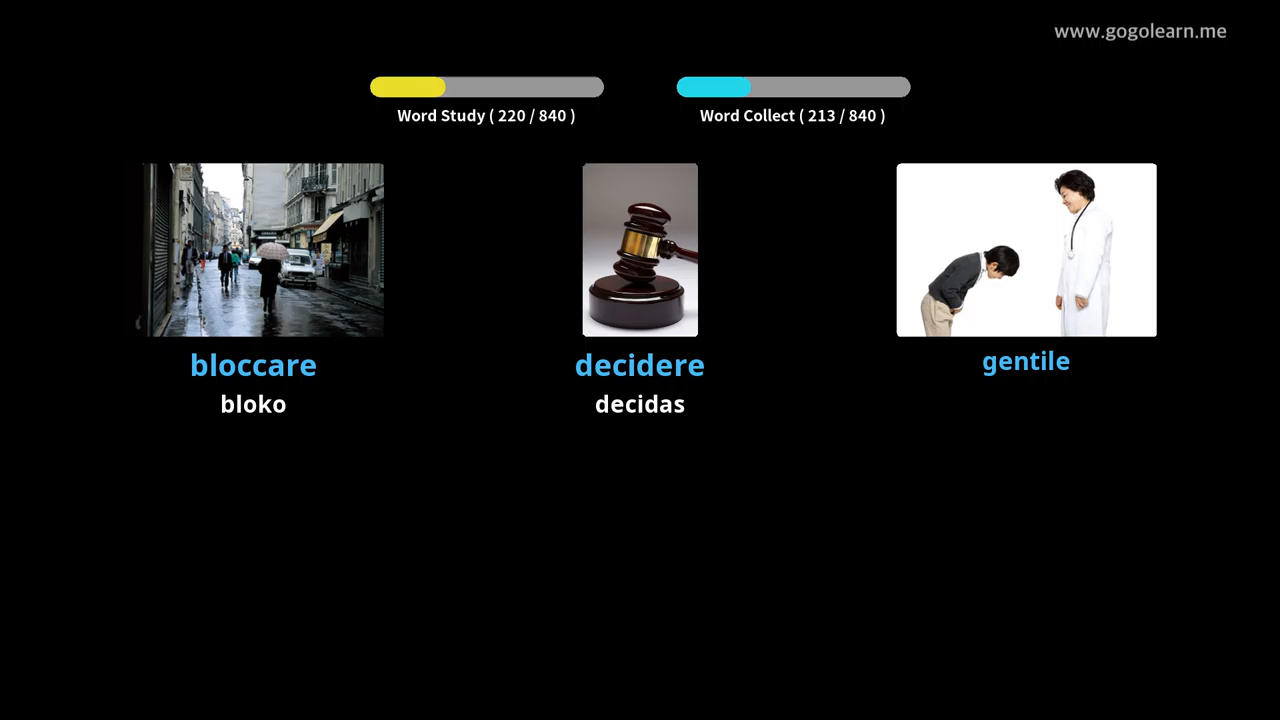 www.gogolearn.me
Word Study ( 220 / 840 )
Word Collect ( 213 / 840 )
bloccare
bloko
decidere
decidas
gentile